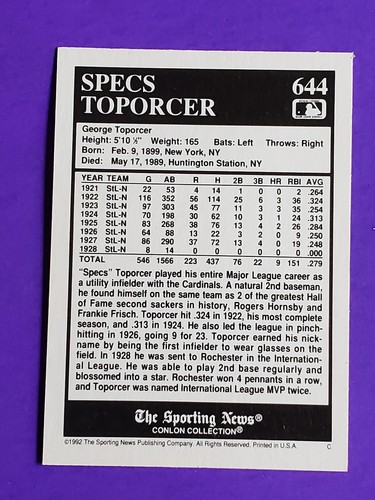 SPECS 644
TOPORCER
George Toporcer
Height: 5'10 ½" Weight: 165 Bats: Left Throws: Right
Born: Feb. 9, 1899, New York, NY
Died: May 17, 1989, Huntington Station, NY
YEAR TEAM G AB R H 2B 3B HR RBI AVG
1921 StL-N 22 53 4 14 1 0 0 2 .264
1922 StL-N 116 352 56 114 25 6 3 36 .324
1923 StL-N 97 303 45 77 11 3 3 35 .254
1924 StL-N 70 198 30 62 10 3 1 24 .313
1925 StL-N 83 268 38 76 13 4 2 26 .284
1926 StL-N 64 88 13 22 3 2 0 9 .250
1927 StL-N 86 290 37 72 13 4 0 19 .248
1928 StL-N 8 14 0 0 0 0 0 0 .000
TOTAL 546 1566 223 437 76 22 9 151 .279
"Specs" Toporcer played his entire Major League career as
a utility infielder with the Cardinals. A natural 2nd baseman,
he found himself on the same team as 2 of the greatest Hall
of Fame second sackers in history, Rogers Hornsby and
Frankie Frisch. Toporcer hit .324 in 1922, his most complete
season, and .313 in 1924. He also led the league in pinch-
hitting in 1926, going 9 for 23. Toporcer earned his nick-
name by being the first infielder to wear glasses on the
field. In 1928 he was sent to Rochester in the Internation-
al League. He was able to play 2nd base regularly and
blossomed into a star. Rochester won 4 pennants in a row,
and Toporcer was named International League MVP twice.
The Sporting News®
CONLON COLLECTION®
©1992 The Sporting News Publishing Company. All Rights Reserved. Printed in U.S.A. C